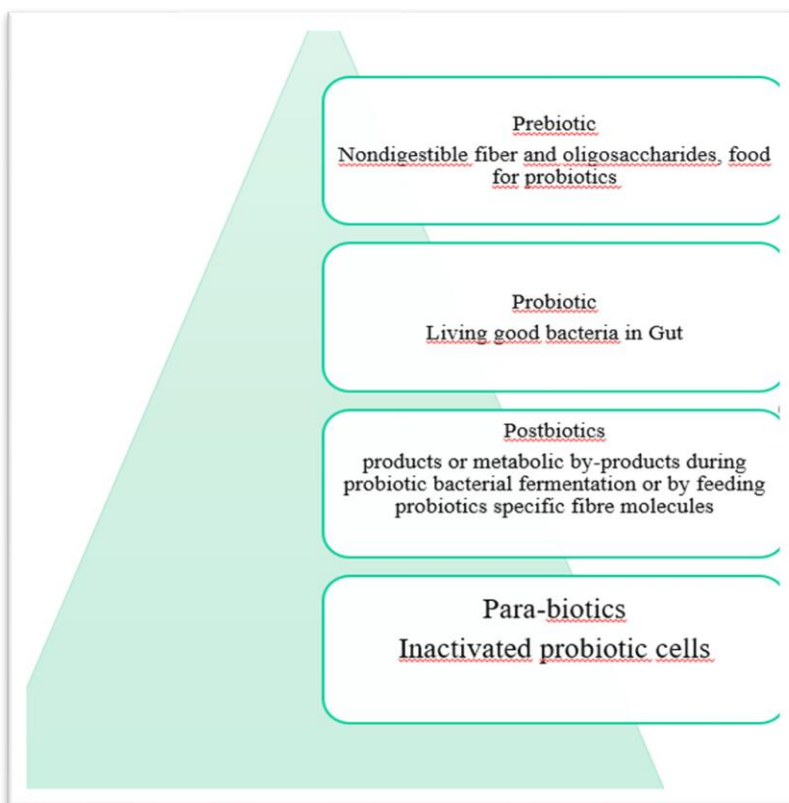 Prebiotic
Nondigestible fiber and oligosaccharides, food
for probiotics
Probiotic
Living good bacteria in Gut
Postbiotics
products or metabolic by-products during
probiotic bacterial fermentation or by feeding
probiotics specific fibre molecules
Para-biotics
Inactivated probiotic cells